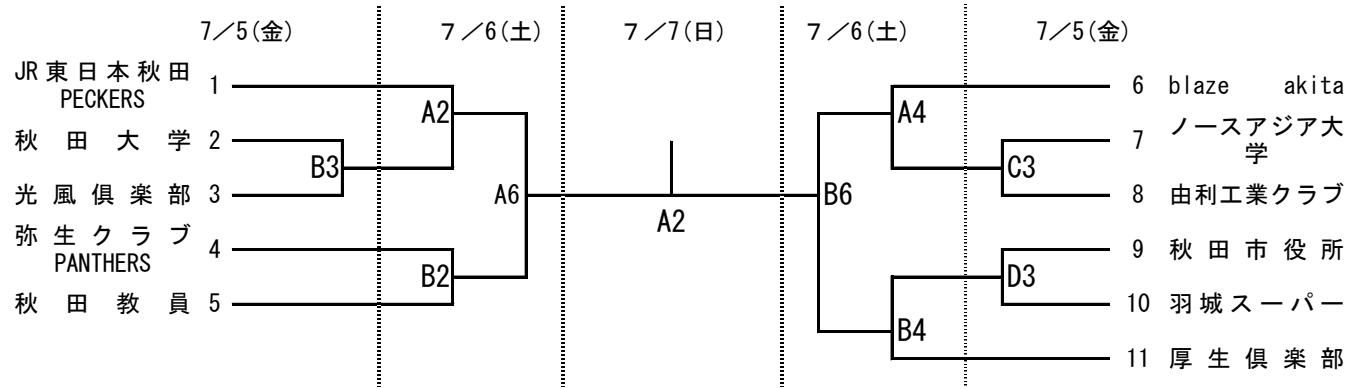 7/5(金) 7/6(土) 7/7(日) 7/6(土) 7/5(金)
JR東日本秋田
PECKERS 1
秋田大学 2
光風倶楽部 3
弥生クラブ
PANTHERS 4
秋田教員 5
B3
A2
B2
A6
A2
B6
A4
B4
C3
D3
6 blaze akita
7 ノースアジア大
学
8 由利工業クラブ
9 秋田市役所
10 羽城スーパー
11 厚生倶楽部